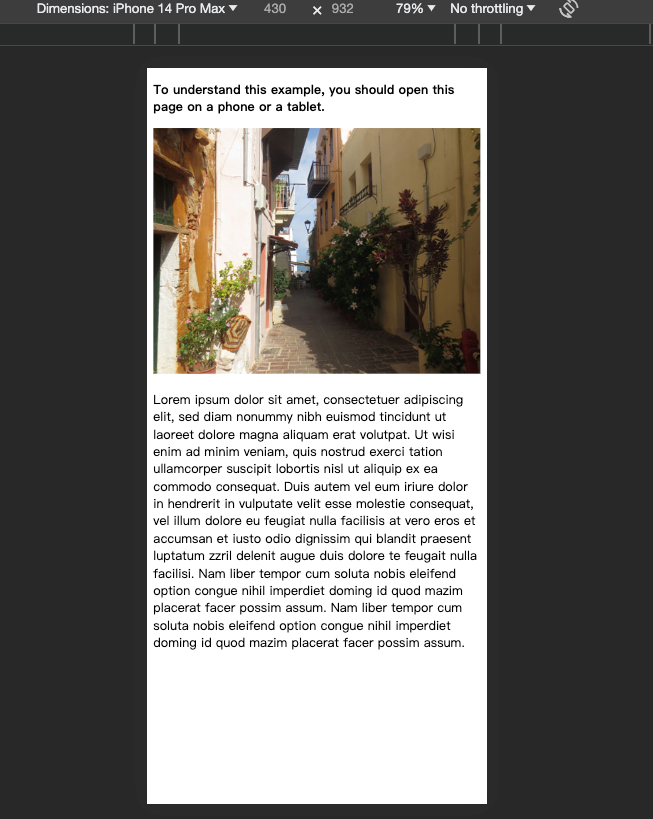 Dimensions: iPhone 14 Pro Max ▼ 430 × 932 79% ▼ No throttling ▼
To understand this example, you should open this
page on a phone or a tablet.
Lorem ipsum dolor sit amet, consectetuer adipiscing
elit, sed diam nonummy nibh euismod tincidunt ut
laoreet dolore magna aliquam erat volutpat. Ut wisi
enim ad minim veniam, quis nostrud exerci tation
ullamcorper suscipit lobortis nisl ut aliquip ex ea
commodo consequat. Duis autem vel eum iriure dolor
in hendrerit in vulputate velit esse molestie consequat,
vel illum dolore eu feugiat nulla facilisis at vero eros et
accumsan et iusto odio dignissim qui blandit praesent
luptatum zzril delenit augue duis dolore te feugait nulla
facilisi. Nam liber tempor cum soluta nobis eleifend
option congue nihil imperdiet doming id quod mazim
placerat facer possim assum. Nam liber tempor cum
soluta nobis eleifend option congue nihil imperdiet
doming id quod mazim placerat facer possim assum.